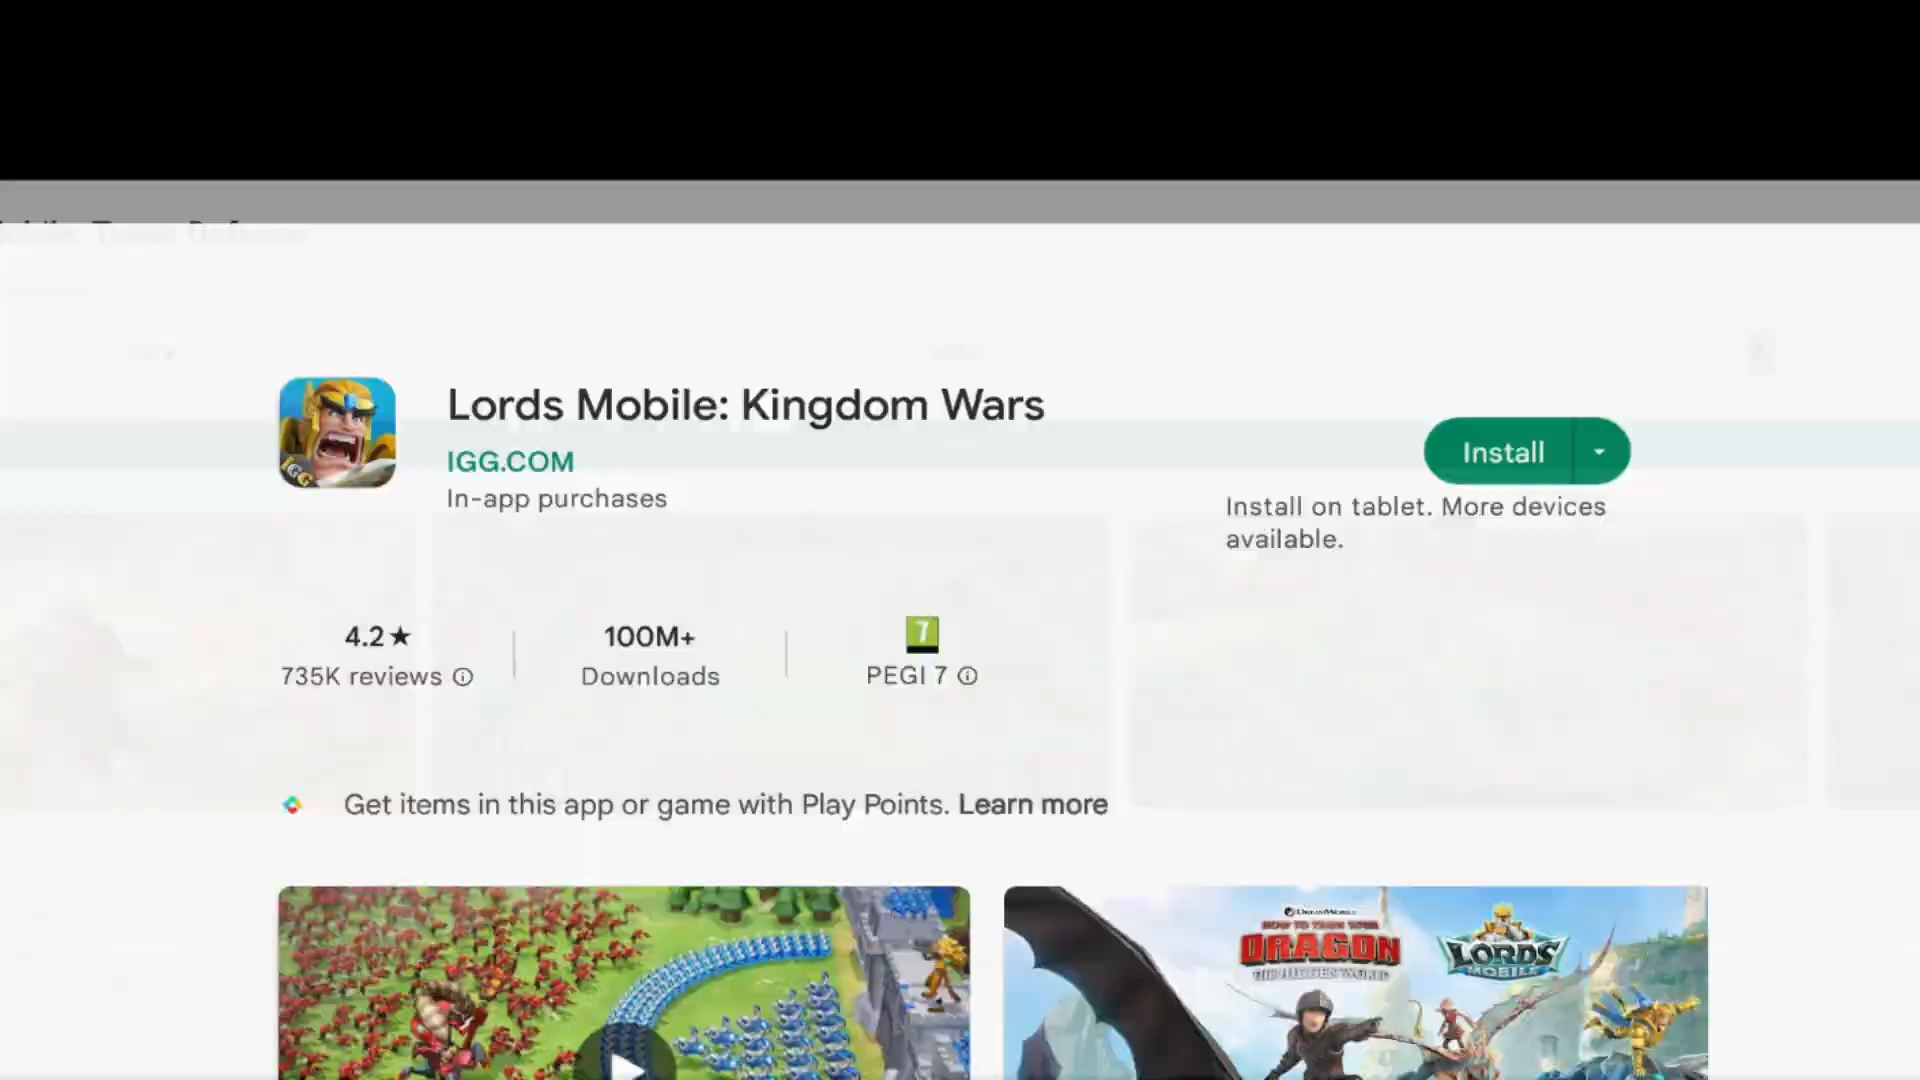 Lords Mobile: Kingdom Wars
IGG.COM
In-app purchases
Install
Install on tablet. More devices
available.
4.2★
735K reviews
100M+
Downloads
7
PEGI 7
Get items in this app or game with Play Points. Learn more
IGG
DRAGON
LORDS
MOBILE